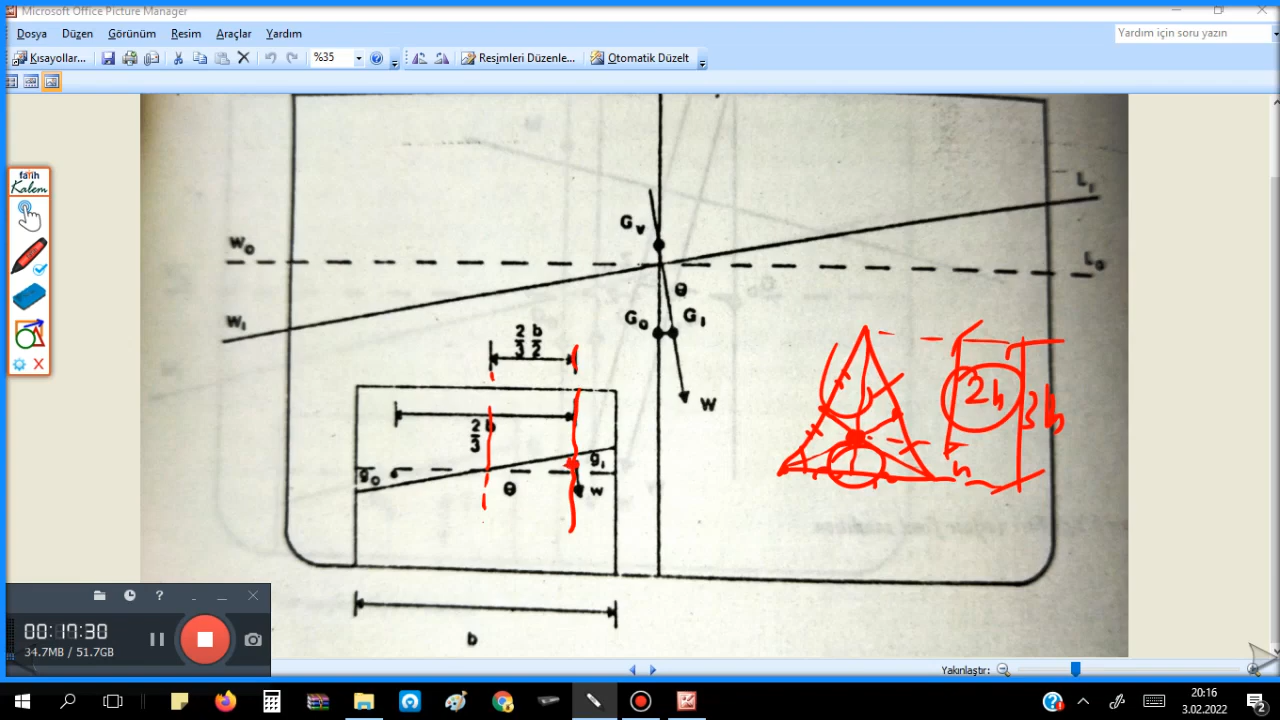 Microsoft Office Picture Manager
Dosya Düzen Görünüm Resim Araçlar Yardım
Yardım için soru yazın
Kısayollar... %35 Resimleri Düzenle... Otomatik Düzelt
fatih
Kalem
L₁
G_v
W₀
L₀
θ
G₀ G₁
W₁
2 b
3 2
W
2h
3h
2 b
3
g₁
g₀
h
θ
w
b
00:17:30
34.7MB / 51.7GB
Yakınlaştır:
20:16
3.02.2022
2